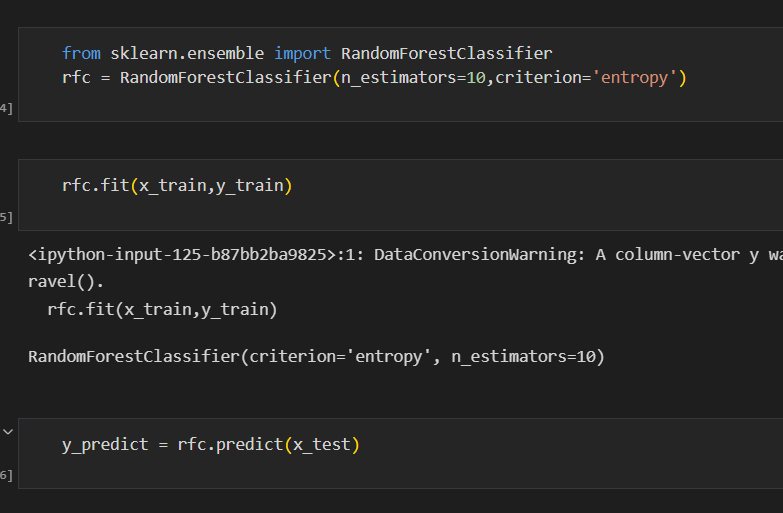 from sklearn.ensemble import RandomForestClassifier
rfc = RandomForestClassifier(n_estimators=10,criterion='entropy')
4]
rfc.fit(x_train,y_train)
5]
<ipython-input-125-b87bb2ba9825>:1: DataConversionWarning: A column-vector y
ravel().
rfc.fit(x_train,y_train)
RandomForestClassifier(criterion='entropy', n_estimators=10)
y_predict = rfc.predict(x_test)
6]